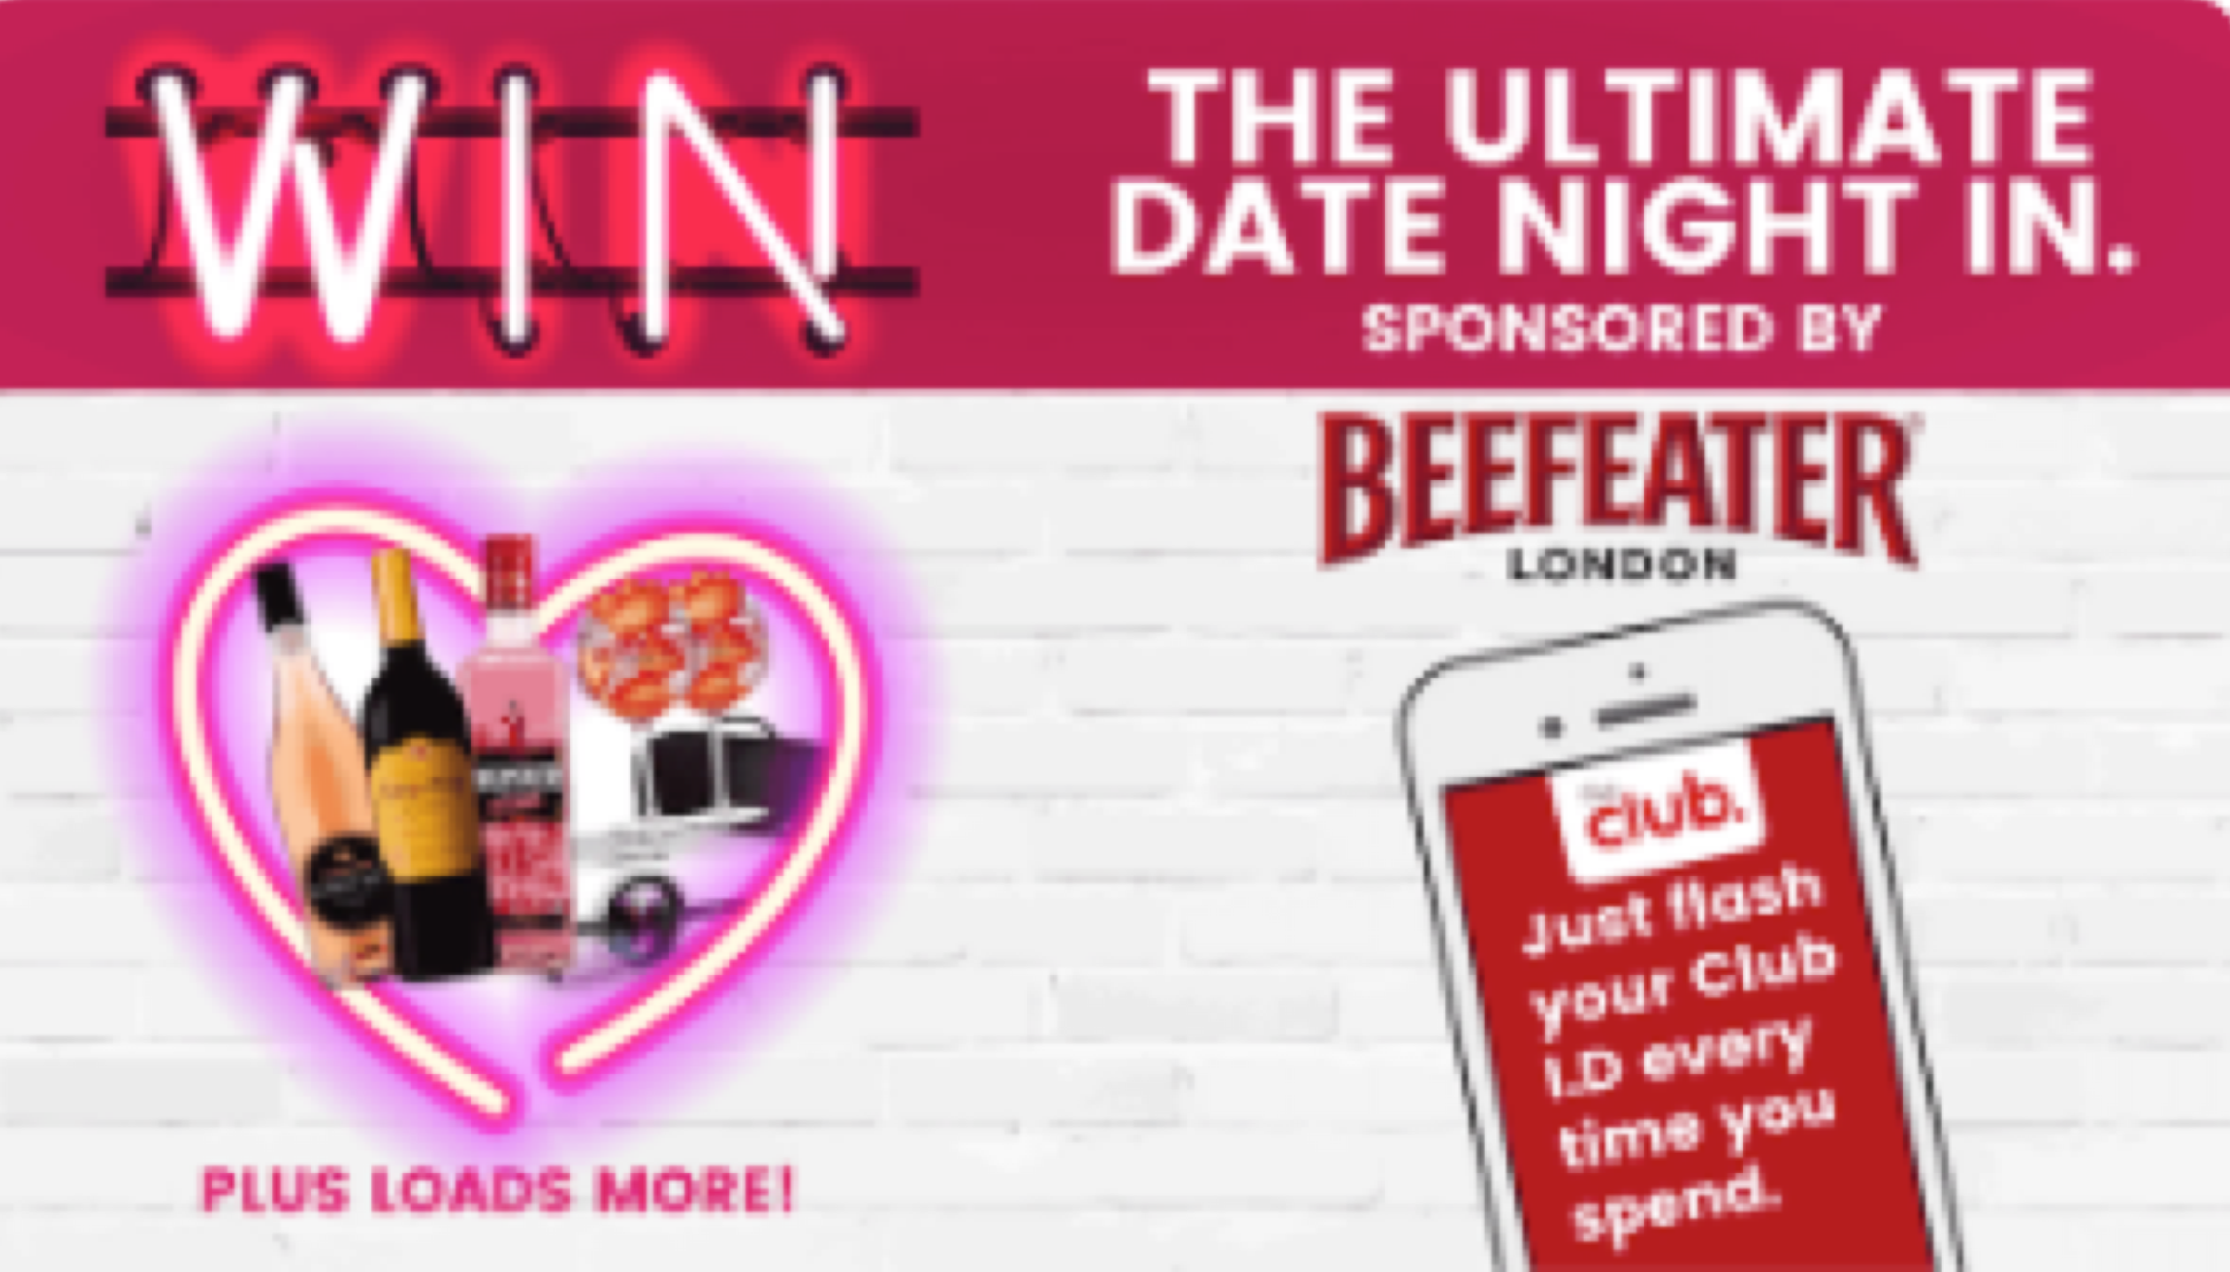 WIN
THE ULTIMATE
DATE NIGHT IN.
SPONSORED BY
BEEFEATER
LONDON
club.
Just flash
your Club
I.D every
time you
spend.
PLUS LOADS MORE!